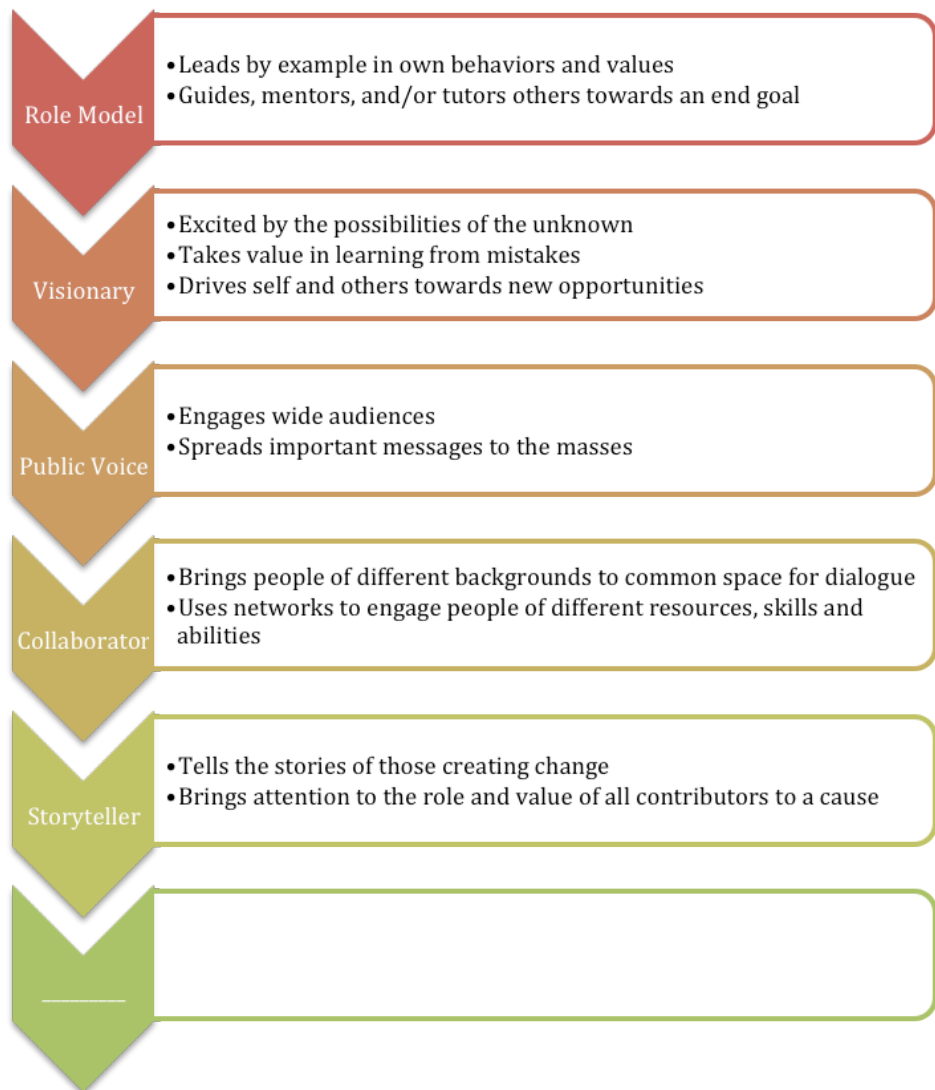 Role Model
•Leads by example in own behaviors and values
•Guides, mentors, and/or tutors others towards an end goal
Visionary
•Excited by the possibilities of the unknown
•Takes value in learning from mistakes
•Drives self and others towards new opportunities
Public Voice
•Engages wide audiences
•Spreads important messages to the masses
Collaborator
•Brings people of different backgrounds to common space for dialogue
•Uses networks to engage people of different resources, skills and
abilities
Storyteller
•Tells the stories of those creating change
•Brings attention to the role and value of all contributors to a cause
_________